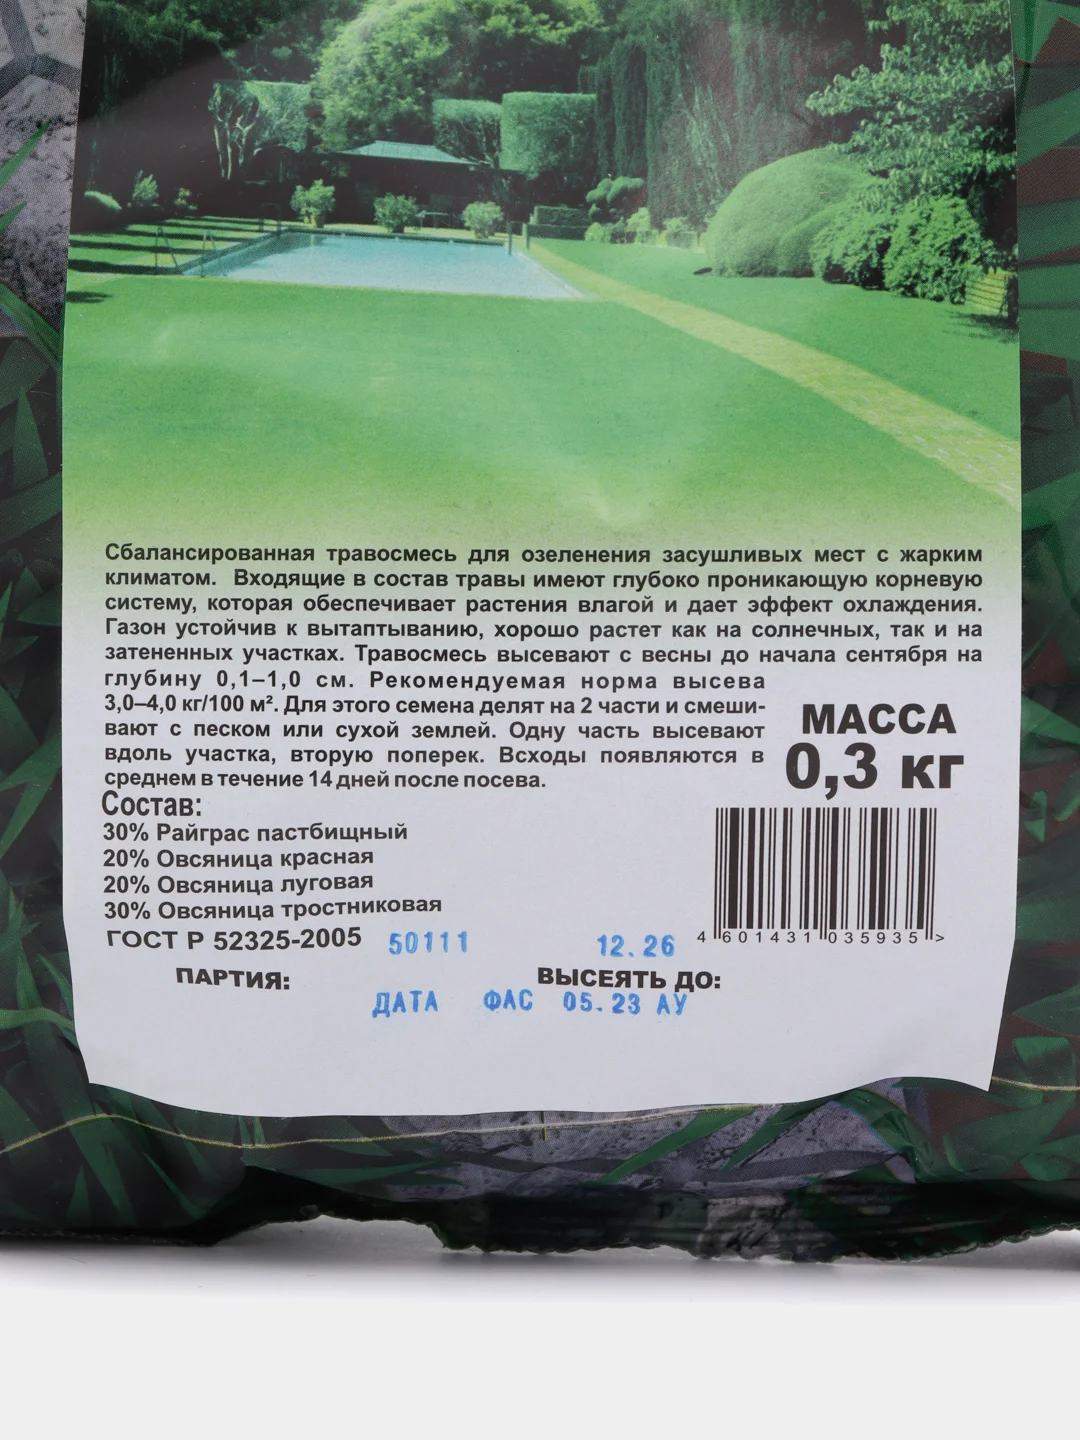 Сбалансированная травосмесь для озеленения засушливых мест с жарким
климатом. Входящие в состав травы имеют глубоко проникающую корневую
систему, которая обеспечивает растения влагой и дает эффект охлаждения.
Газон устойчив к вытаптыванию, хорошо растет как на солнечных, так и на
затененных участках. Травосмесь высевают с весны до начала сентября на
глубину 0,1–1,0 см. Рекомендуемая норма высева
3,0–4,0 кг/100 м². Для этого семена делят на 2 части и смеши-
вают с песком или сухой землей. Одну часть высевают
вдоль участка, вторую поперек. Всходы появляются в
среднем в течение 14 дней после посева.
МАССА
0,3 кг
Состав:
30% Райграс пастбищный
20% Овсяница красная
20% Овсяница луговая
30% Овсяница тростниковая
ГОСТ Р 52325-2005 50111 12.26
4 601431 035935 >
ПАРТИЯ: ВЫСЕЯТЬ ДО:
ДАТА ФАС 05.23 АУ